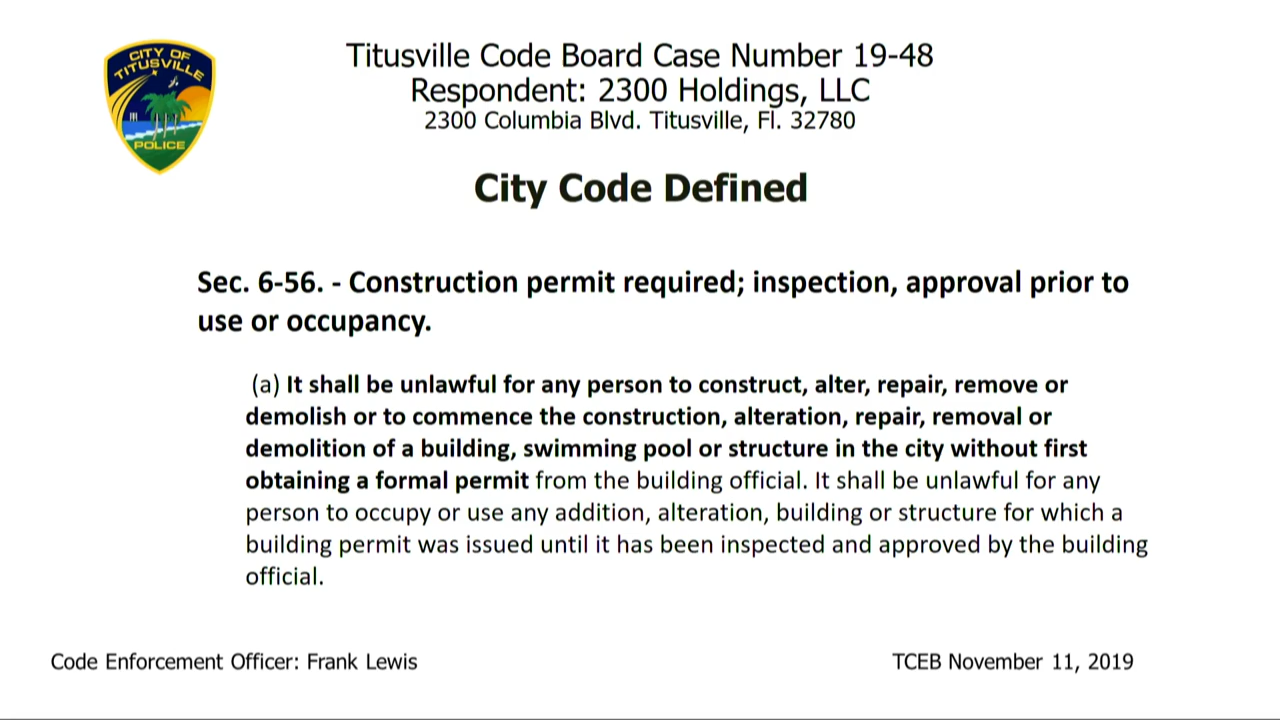 CITY OF
TITUSVILLE
POLICE
Titusville Code Board Case Number 19-48
Respondent: 2300 Holdings, LLC
2300 Columbia Blvd. Titusville, Fl. 32780
City Code Defined
Sec. 6-56. - Construction permit required; inspection, approval prior to
use or occupancy.
(a) It shall be unlawful for any person to construct, alter, repair, remove or
demolish or to commence the construction, alteration, repair, removal or
demolition of a building, swimming pool or structure in the city without first
obtaining a formal permit from the building official. It shall be unlawful for any
person to occupy or use any addition, alteration, building or structure for which a
building permit was issued until it has been inspected and approved by the building
official.
Code Enforcement Officer: Frank Lewis
TCEB November 11, 2019